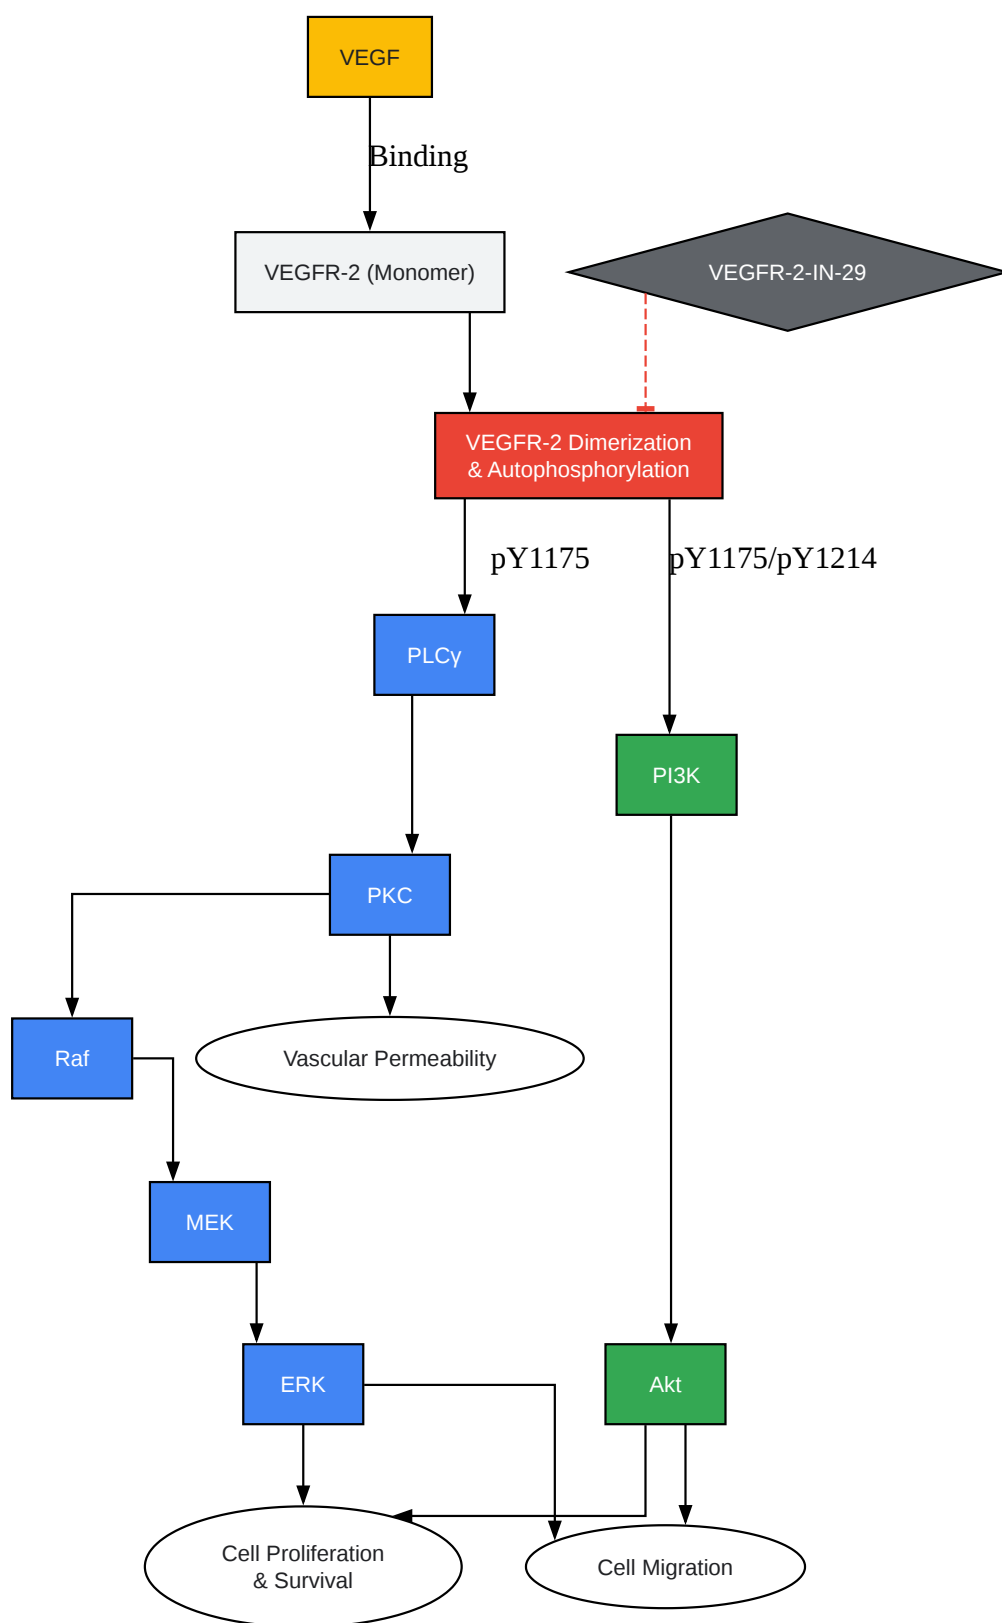 VEGF
Binding
VEGFR-2 (Monomer)
VEGFR-2-IN-29
VEGFR-2 Dimerization
& Autophosphorylation
pY1175
pY1175/pY1214
PLCγ
PI3K
PKC
Raf
Vascular Permeability
MEK
ERK
Akt
Cell Proliferation
& Survival
Cell Migration